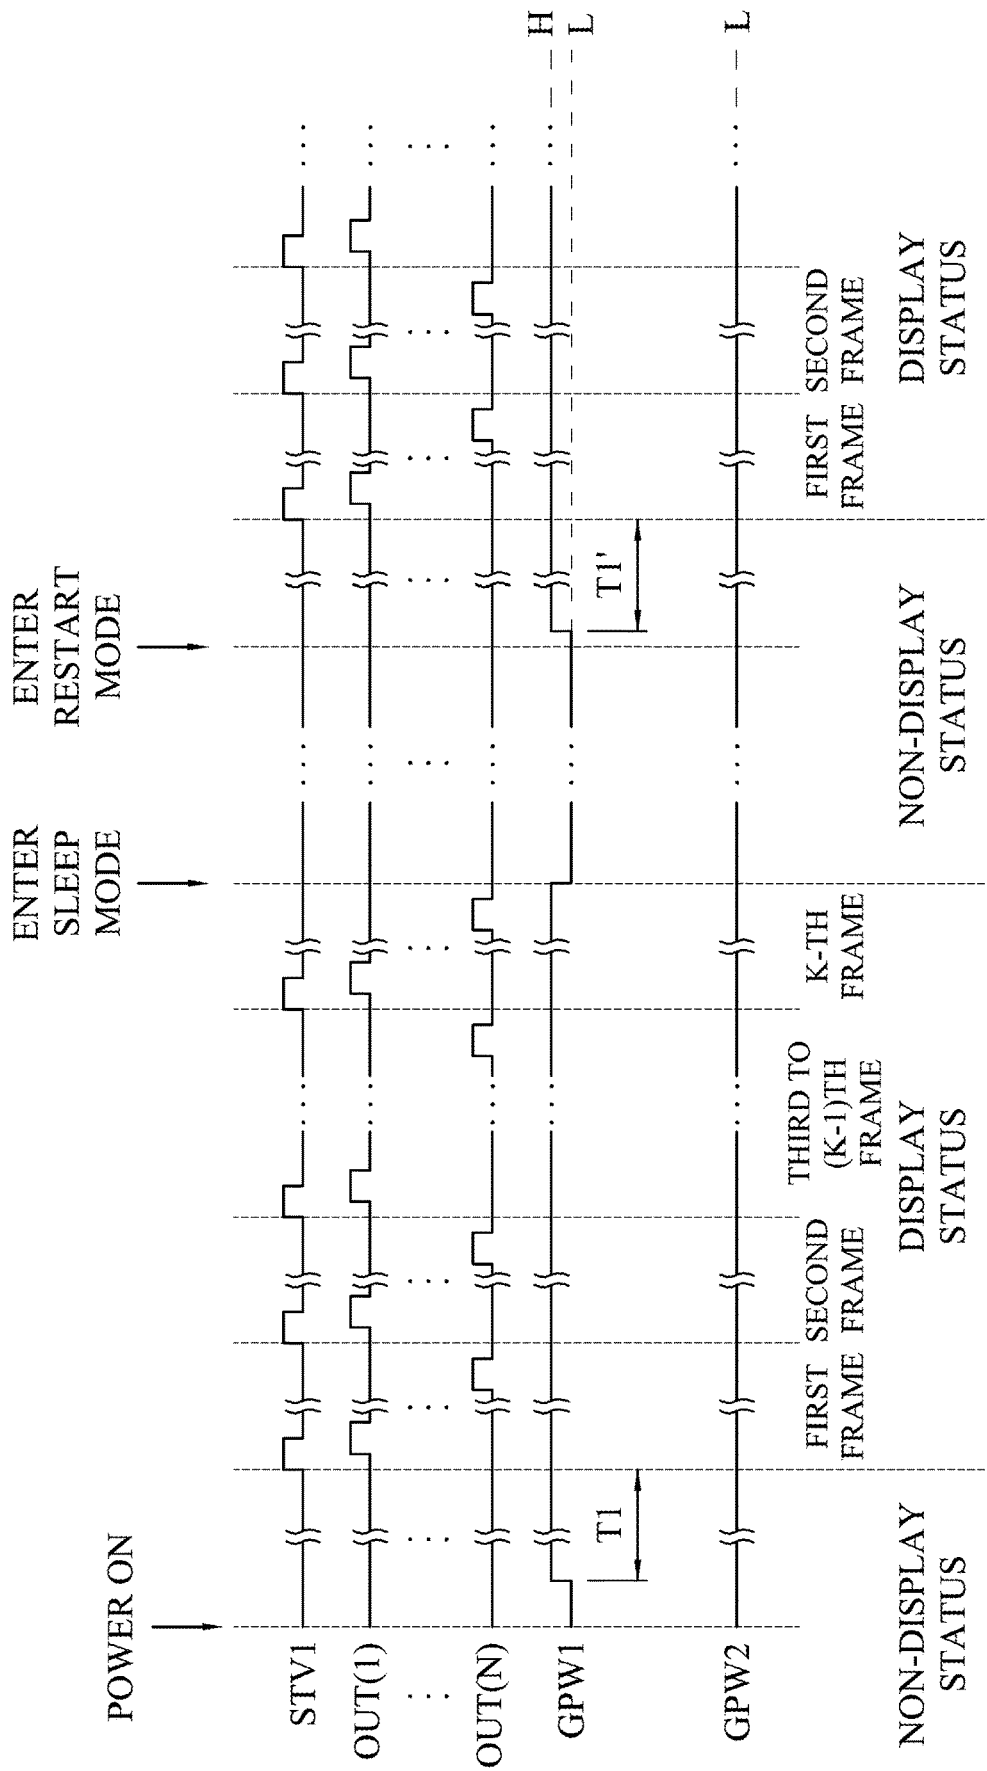 POWER ON
ENTER
SLEEP
MODE
ENTER
RESTART
MODE
STV1
OUT(1)
OUT(N)
GPW1
H
L
T1
T1'
GPW2
L
FIRST
FRAME
SECOND
FRAME
THIRD TO
(K-1)TH
FRAME
K-TH
FRAME
FIRST
FRAME
SECOND
FRAME
NON-DISPLAY
STATUS
DISPLAY
STATUS
NON-DISPLAY
STATUS
DISPLAY
STATUS